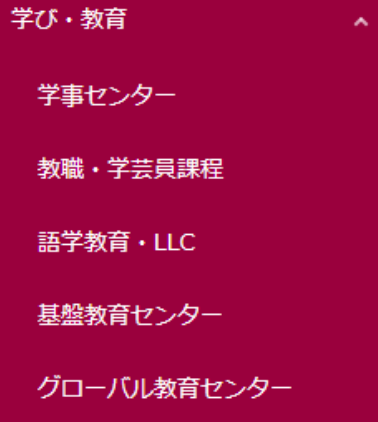 学び・教育
学事センター
教職・学芸員課程
語学教育・LLC
基盤教育センター
グローバル教育センター